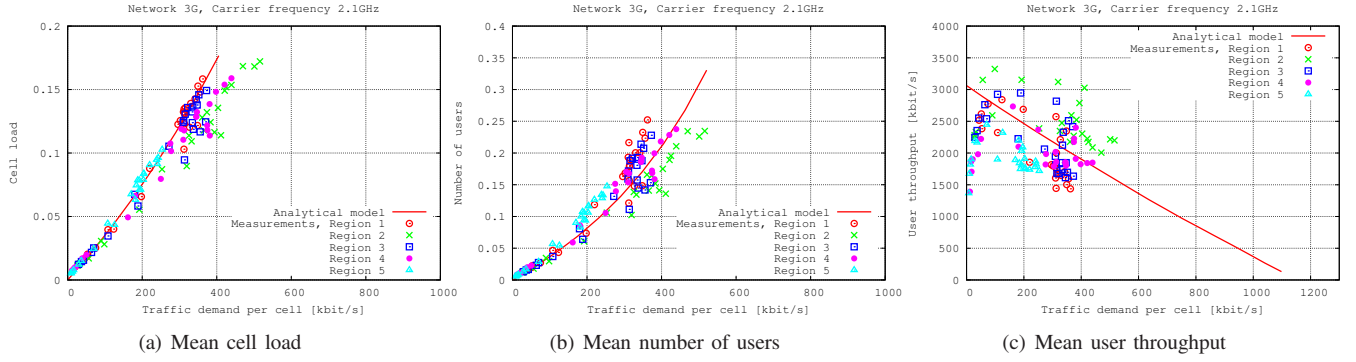 Network 3G, Carrier frequency 2.1GHz
0.2
0.15
0.1
0.05
0
Cell load
0 200 400 600 800 1000
Traffic demand per cell [kbit/s]
Analytical model
Measurements, Region 1
Region 2
Region 3
Region 4
Region 5
(a) Mean cell load
Network 3G, Carrier frequency 2.1GHz
0.4
0.35
0.3
0.25
0.2
0.15
0.1
0.05
0
Number of users
0 200 400 600 800 1000
Traffic demand per cell [kbit/s]
Analytical model
Measurements, Region 1
Region 2
Region 3
Region 4
Region 5
(b) Mean number of users
Network 3G, Carrier frequency 2.1GHz
4000
3500
3000
2500
2000
1500
1000
500
0
User throughput [kbit/s]
0 200 400 600 800 1000 1200
Traffic demand per cell [kbit/s]
Analytical model
Measurements, Region 1
Region 2
Region 3
Region 4
Region 5
(c) Mean user throughput